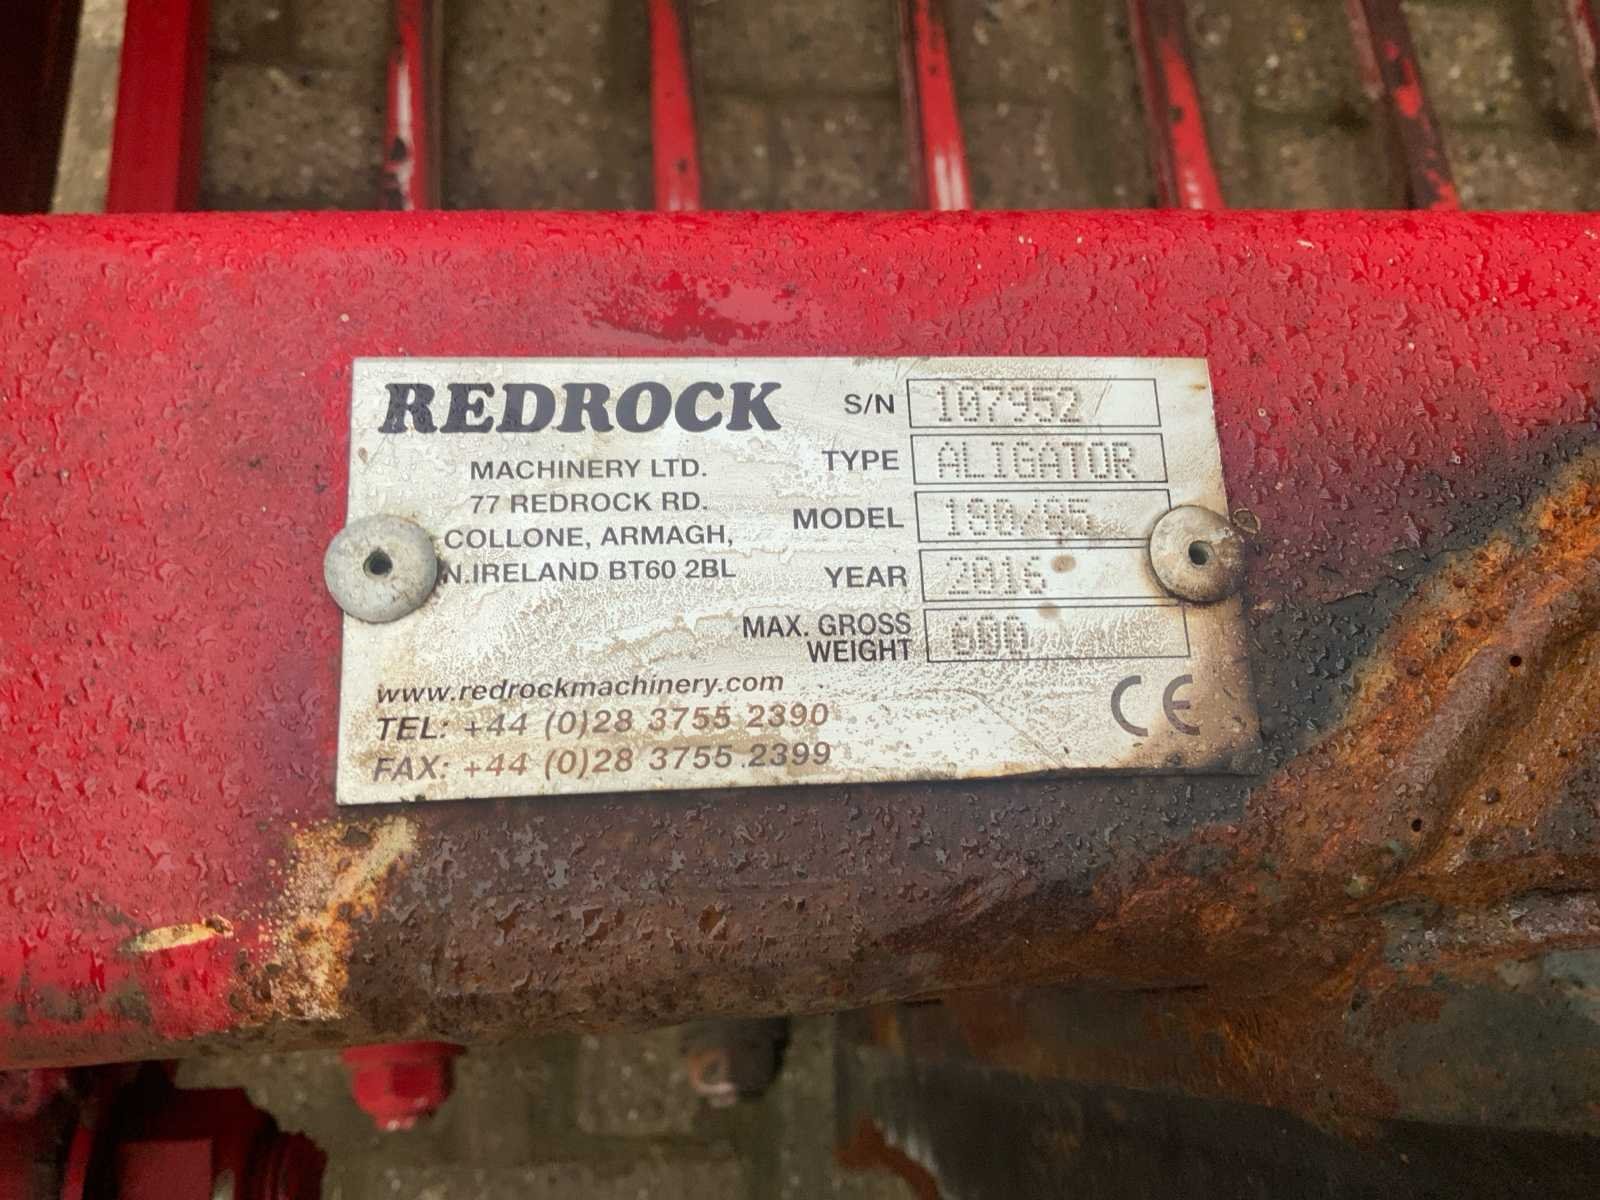 REDROCK
MACHINERY LTD.
77 REDROCK RD.
COLLONE, ARMAGH,
N.IRELAND BT60 2BL
S/N 107952
TYPE ALIGATOR
MODEL 190/65
YEAR 2016
MAX. GROSS
WEIGHT 600
www.redrockmachinery.com
TEL: +44 (0)28 3755 2390
FAX: +44 (0)28 3755 2399
CE